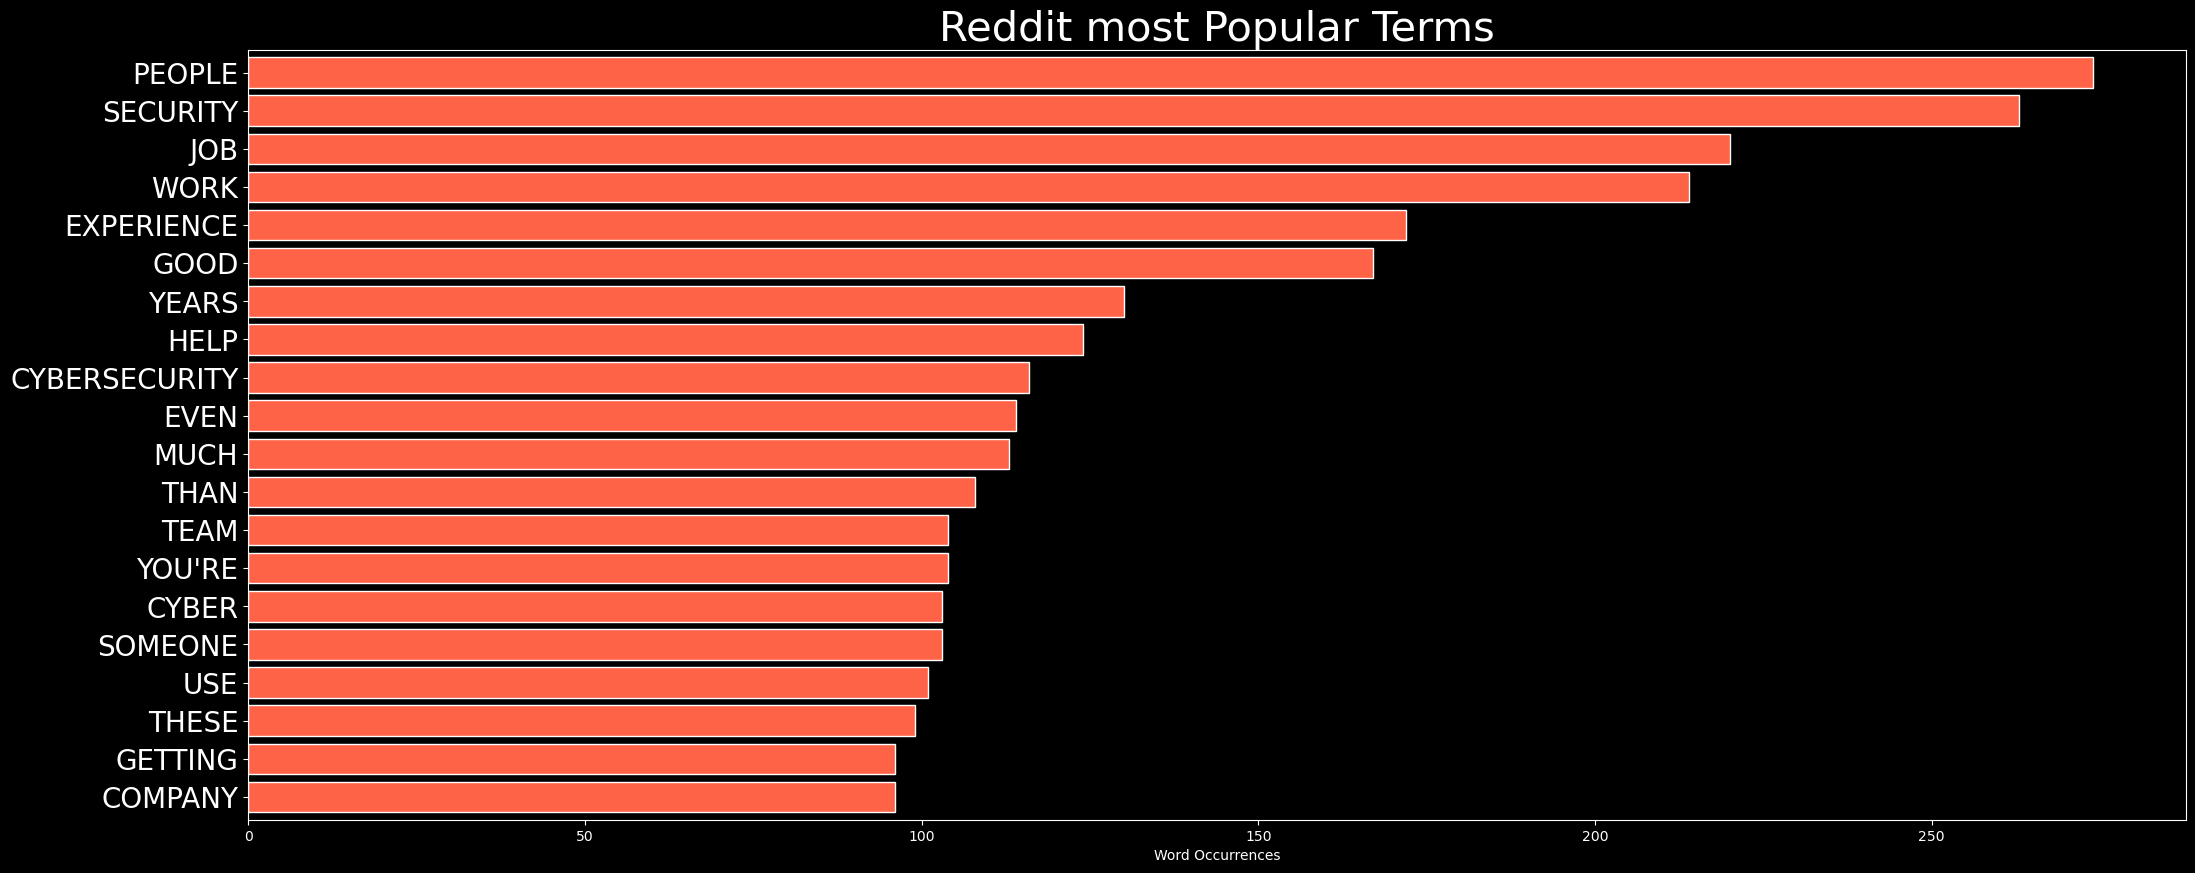 Reddit most Popular Terms
PEOPLE
SECURITY
JOB
WORK
EXPERIENCE
GOOD
YEARS
HELP
CYBERSECURITY
EVEN
MUCH
THAN
TEAM
YOU'RE
CYBER
SOMEONE
USE
THESE
GETTING
COMPANY
0 50 100 150 200 250
Word Occurrences